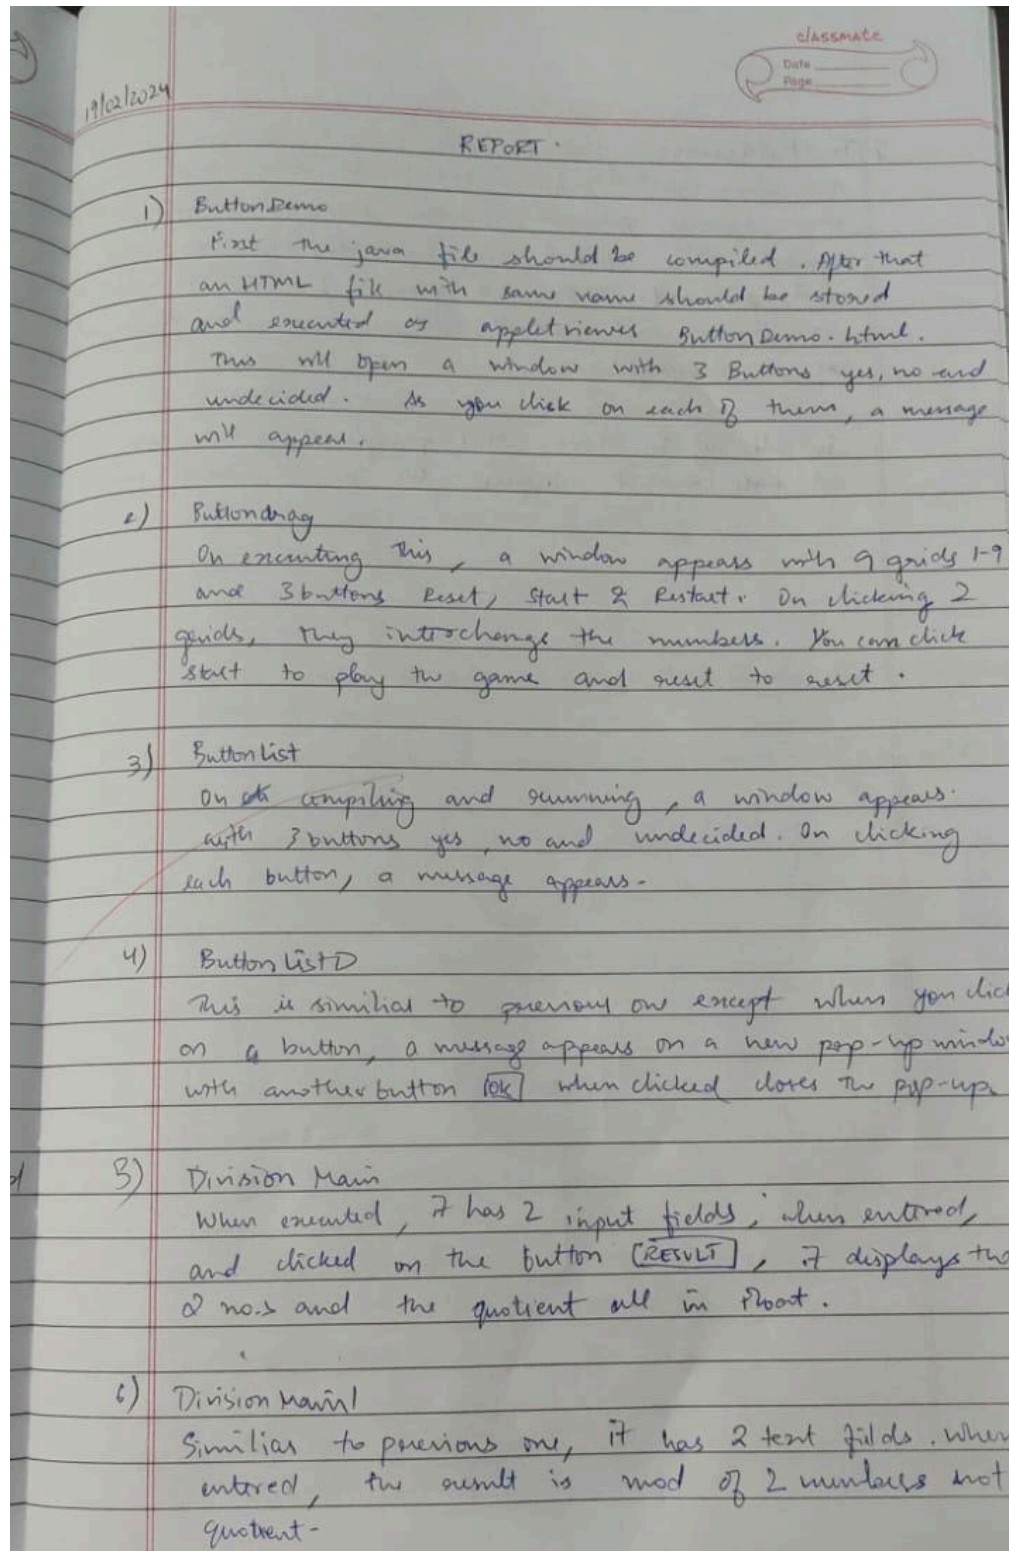 classmate
Date
Page
19/02/2024
REPORT.
1) ButtonDemo
First the java file should be compiled. After that
an HTML file with same name should be stored
and executed as appletviewer ButtonDemo.html.
This will open a window with 3 Buttons yes, no and
undecided. As you click on each of them, a message
will appear.
2) Buttondrag
On executing this, a window appears with 9 grids 1-9
and 3 buttons Reset, Start & Restart. On clicking 2
grids, they interchange the numbers. You can click
start to play the game and reset to reset.
3) Button List
On compiling and running, a window appears.
with 3 buttons yes, no and undecided. On clicking
each button, a message appears-
4) Button List D
This is similiar to previous one except when you clic
on a button, a message appears on a new pop-up windo
with another button OK when clicked closes the pop-up.
5) Division Main
When executed, it has 2 input fields, when entered,
and clicked on the button RESULT, it displays the
2 no.s and the quotient all in float.
6) Division Main1
Similiar to previous one, it has 2 text fields. When
entered, the result is mod of 2 numbers not
quotient-